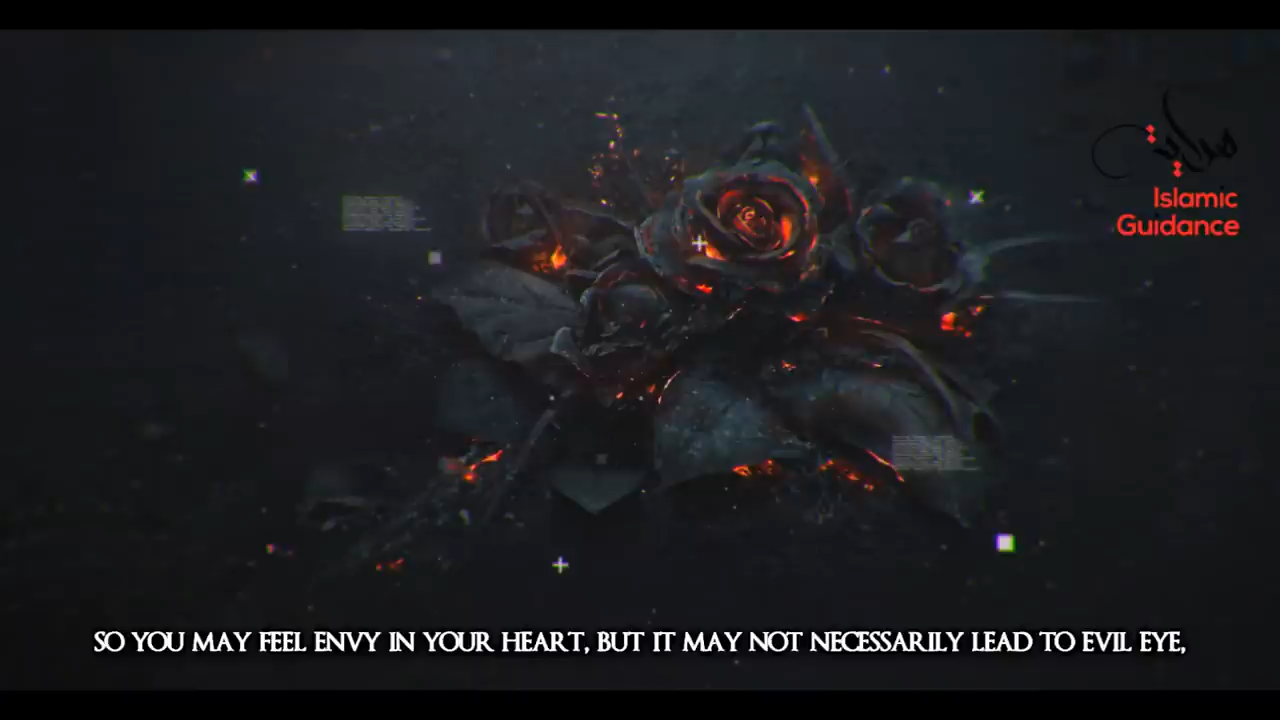 Islamic
Guidance
SO YOU MAY FEEL ENVY IN YOUR HEART, BUT IT MAY NOT NECESSARILY LEAD TO EVIL EYE,